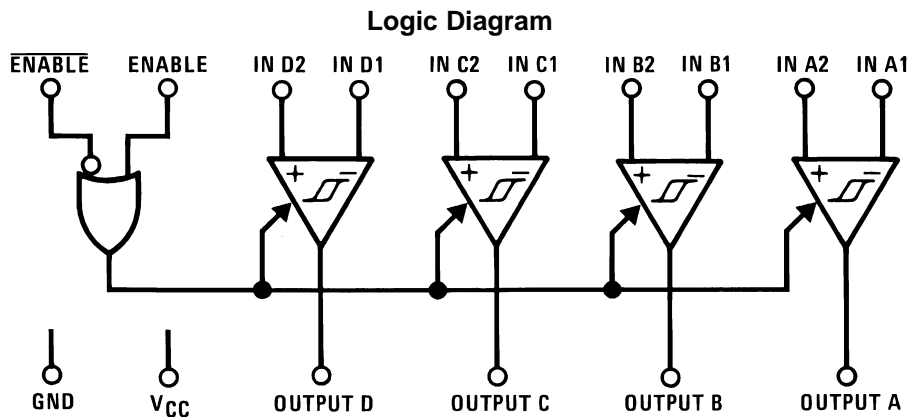 Logic Diagram
ENABLE ENABLE IN D2 IN D1 IN C2 IN C1 IN B2 IN B1 IN A2 IN A1
+ − + − + − + −
GND VCC OUTPUT D OUTPUT C OUTPUT B OUTPUT A